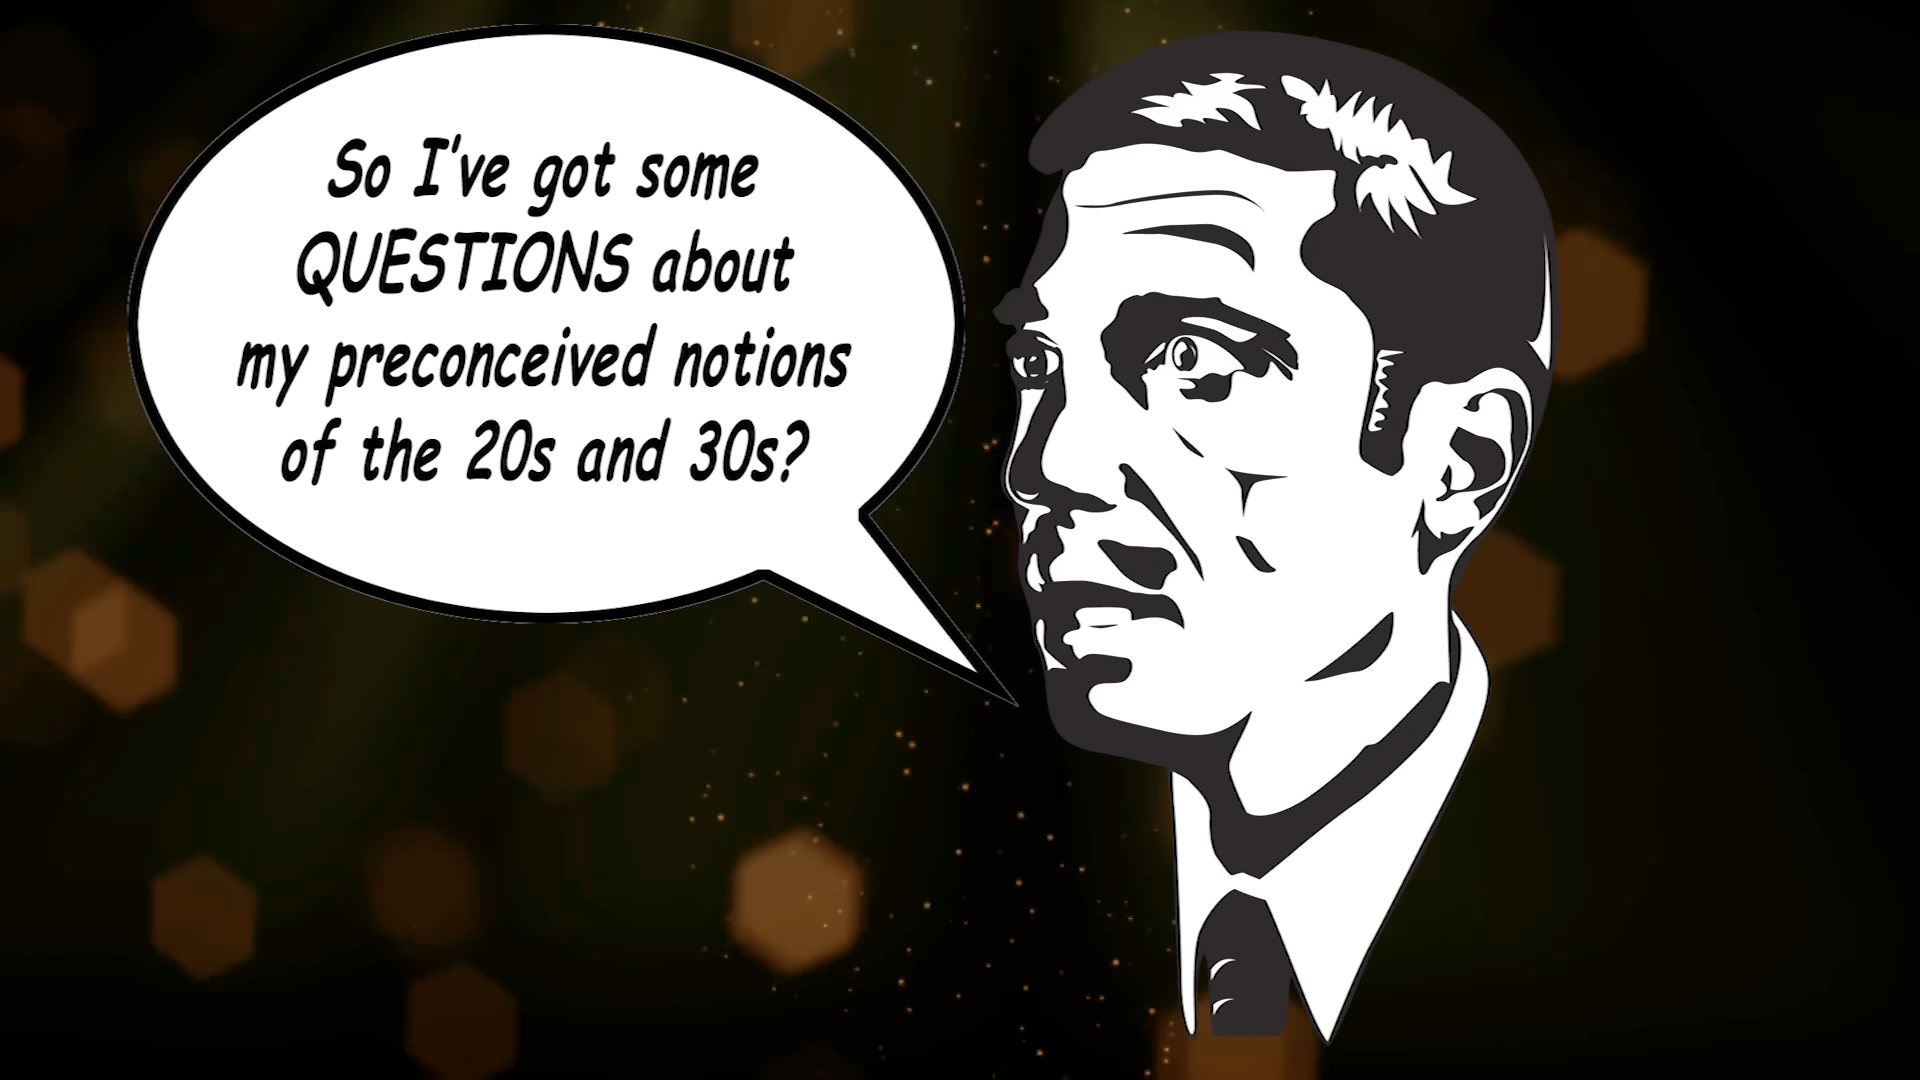 So I've got some
QUESTIONS about
my preconceived notions
of the 20s and 30s?